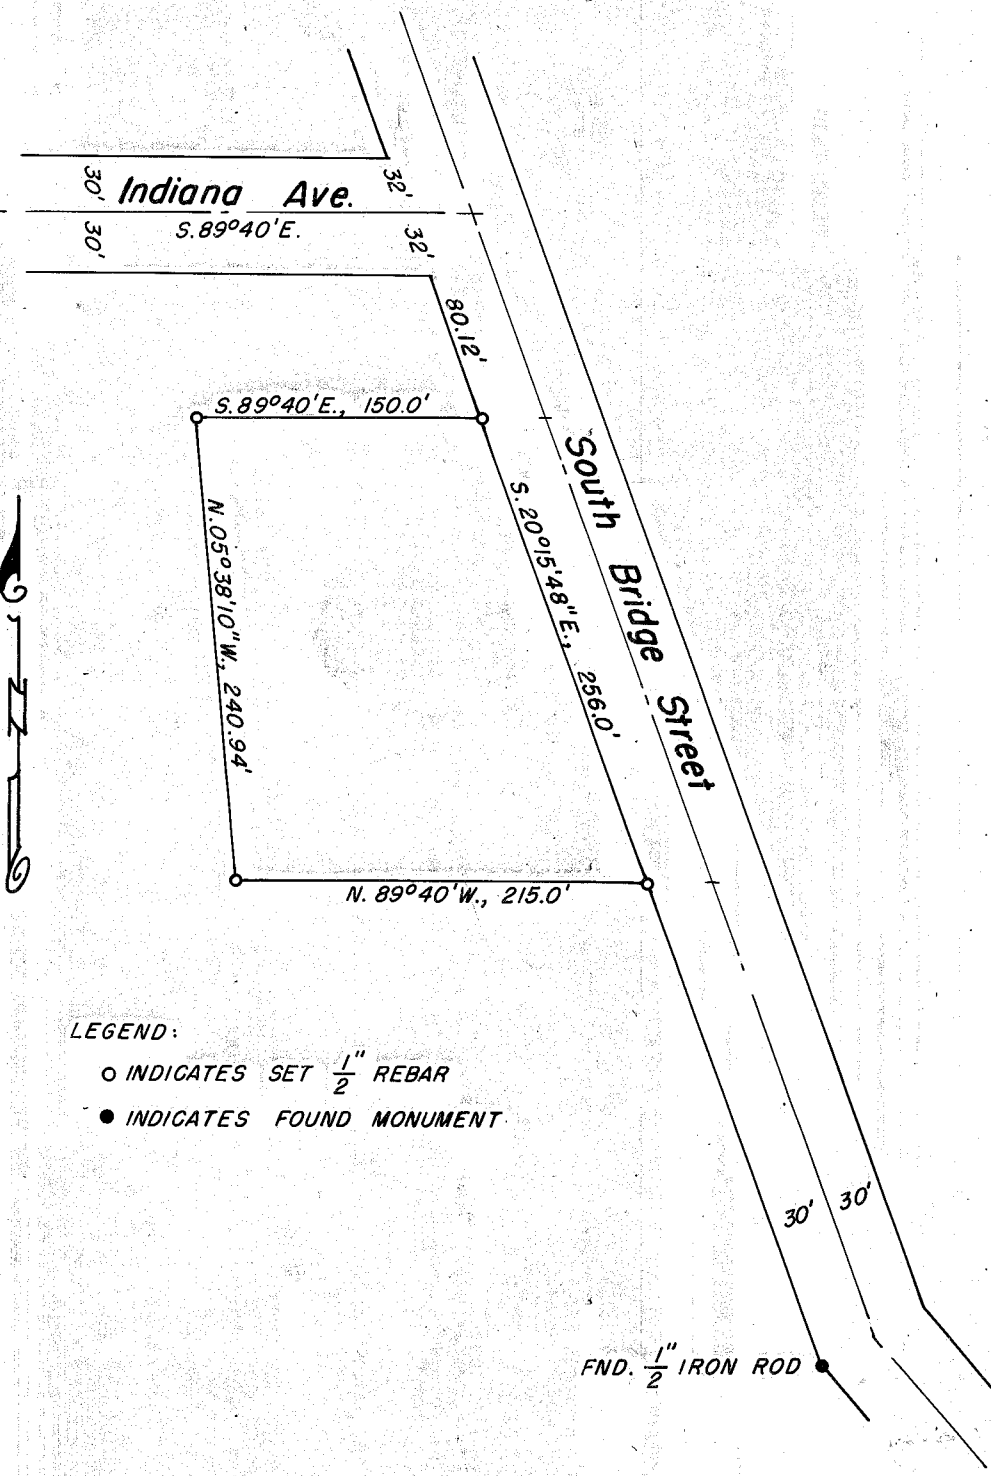 30' Indiana Ave. 32'
30' S.89°40'E. 32'
80.12'
S.89°40'E., 150.0'
South Bridge Street
S. 20°15'48"E., 256.0'
N.05°38'10"W., 240.94'
N
N. 89°40'W., 215.0'
LEGEND:
INDICATES SET 1/2" REBAR
INDICATES FOUND MONUMENT
30' 30'
FND. 1/2" IRON ROD